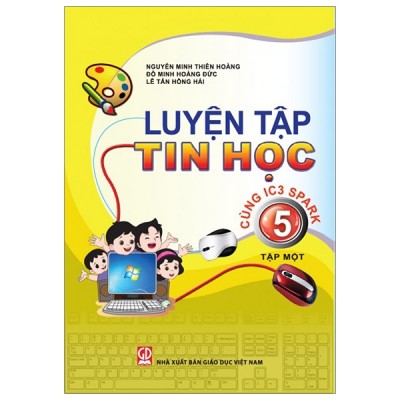 NGUYỄN MINH THIÊN HOÀNG
ĐỖ MINH HOÀNG ĐỨC
LÊ TẤN HỒNG HẢI
LUYỆN TẬP
TIN HỌC
CÙNG IC3 SPARK
5
TẬP MỘT
GD
NHÀ XUẤT BẢN GIÁO DỤC VIỆT NAM